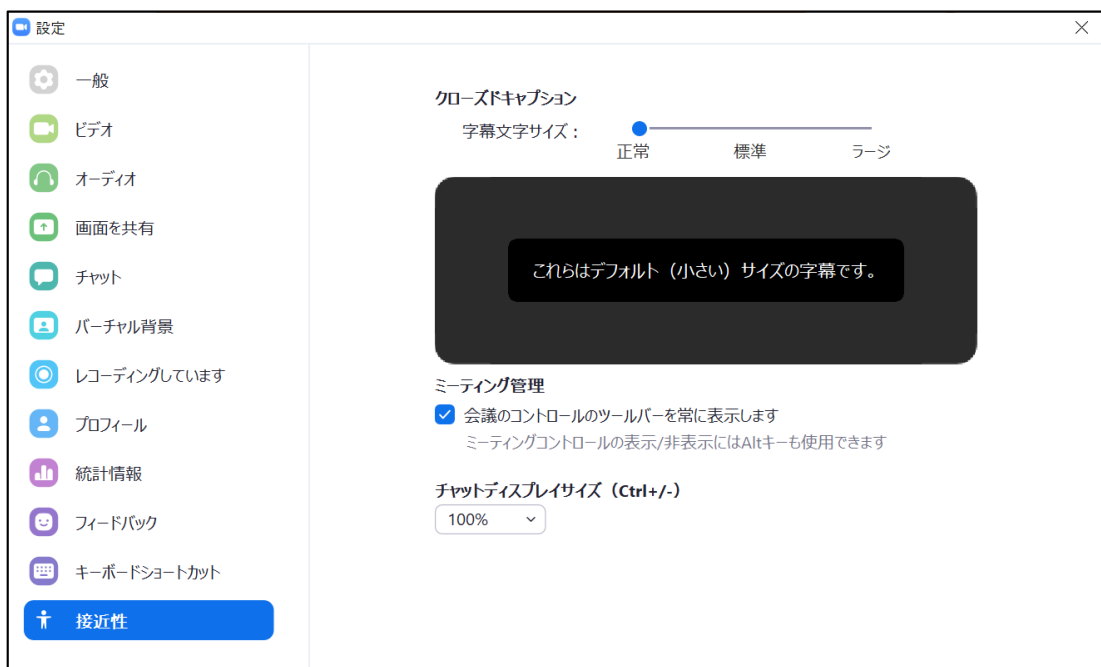 設定
一般
ビデオ
オーディオ
画面を共有
チャット
バーチャル背景
レコーディングしています
プロフィール
統計情報
フィードバック
キーボードショートカット
接近性
クローズドキャプション
字幕文字サイズ：
正常 標準 ラージ
これらはデフォルト（小さい）サイズの字幕です。
ミーティング管理
会議のコントロールのツールバーを常に表示します
ミーティングコントロールの表示/非表示にはAltキーも使用できます
チャットディスプレイサイズ（Ctrl+/-）
100%